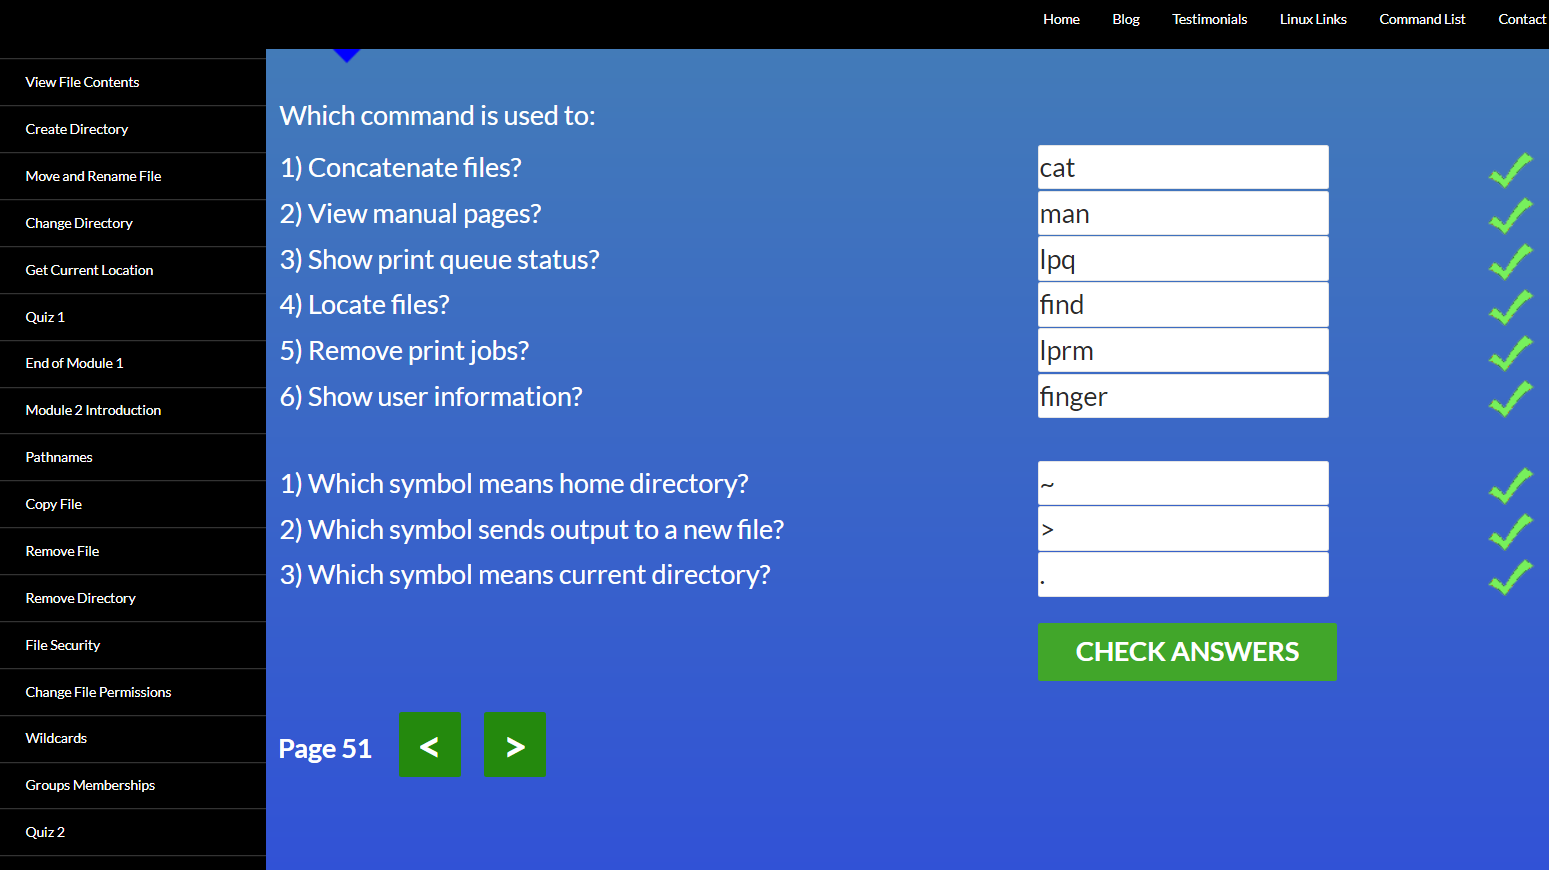 Home Blog Testimonials Linux Links Command List Contact
View File Contents
Create Directory
Move and Rename File
Change Directory
Get Current Location
Quiz 1
End of Module 1
Module 2 Introduction
Pathnames
Copy File
Remove File
Remove Directory
File Security
Change File Permissions
Wildcards
Groups Memberships
Quiz 2
Which command is used to:
1) Concatenate files? cat
2) View manual pages? man
3) Show print queue status? lpq
4) Locate files? find
5) Remove print jobs? lprm
6) Show user information? finger
1) Which symbol means home directory? ~
2) Which symbol sends output to a new file? >
3) Which symbol means current directory? .
CHECK ANSWERS
Page 51 < >